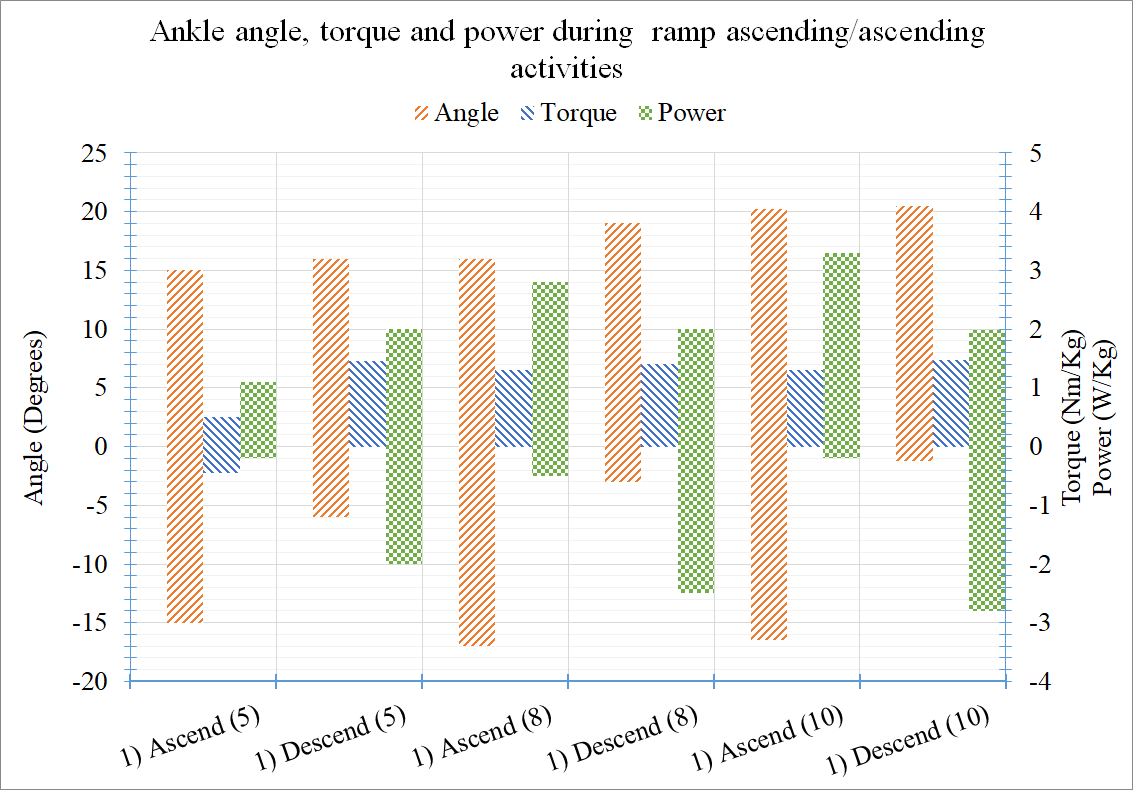 Ankle angle, torque and power during  ramp ascending/ascending
activities
Angle Torque Power
25
20
15
10
5
0
-5
-10
-15
-20
Angle (Degrees)
5
4
3
2
1
0
-1
-2
-3
-4
Torque (Nm/Kg)
Power (W/Kg)
1) Ascend (5)
1) Descend (5)
1) Ascend (8)
1) Descend (8)
1) Ascend (10)
1) Descend (10)